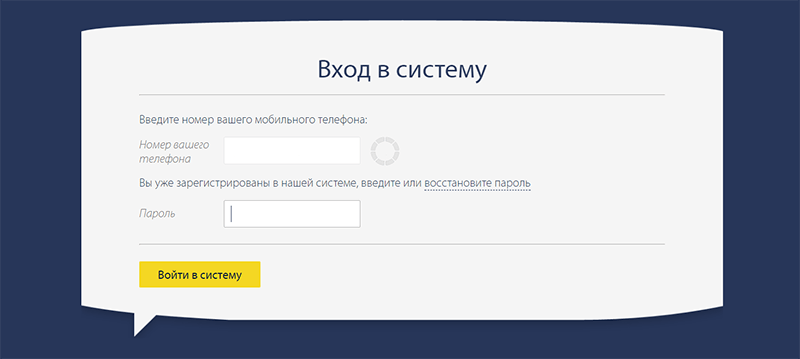 Вход в систему
Введите номер вашего мобильного телефона:
Номер вашего
телефона
Вы уже зарегистрированы в нашей системе, введите или восстановите пароль
Пароль
Войти в систему